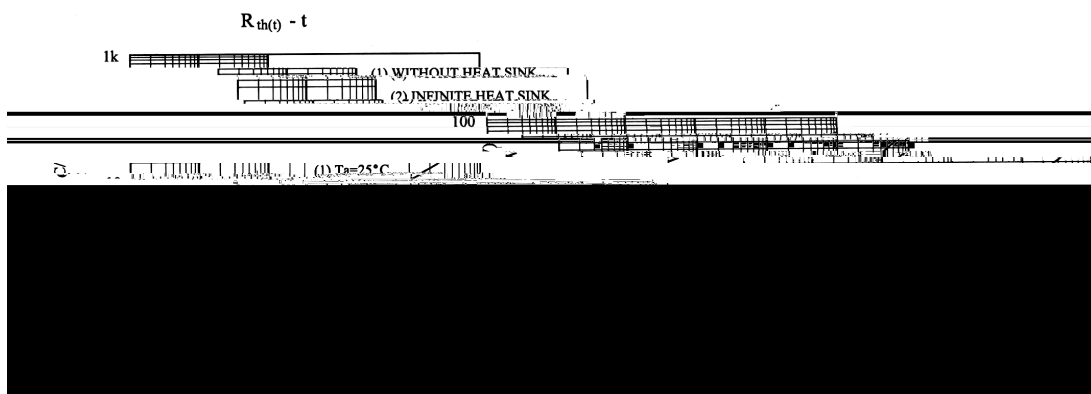 R th(t) - t
1k
(1) WITHOUT HEAT SINK
(2) INFINITE HEAT SINK
100
(1) Ta=25°C